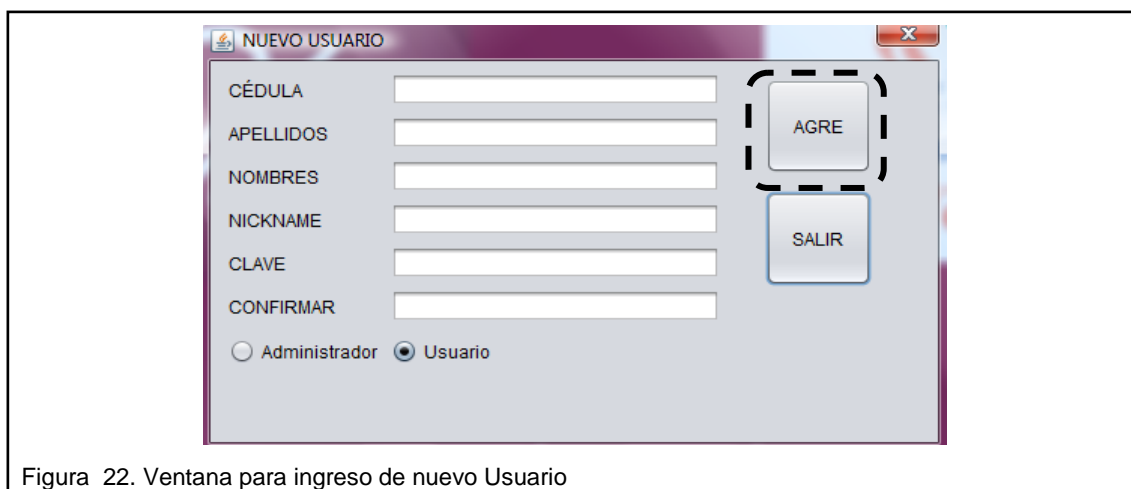 NUEVO USUARIO
CÉDULA
APELLIDOS
NOMBRES
NICKNAME
CLAVE
CONFIRMAR
Administrador Usuario
AGRE
SALIR
Figura 22. Ventana para ingreso de nuevo Usuario